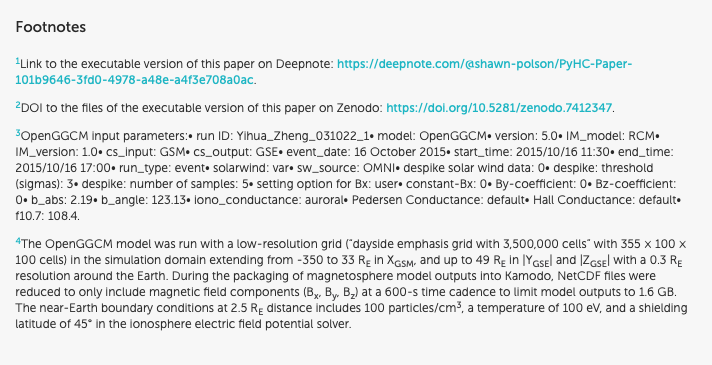 Footnotes
¹Link to the executable version of this paper on Deepnote: https://deepnote.com/@shawn-polson/PyHC-Paper-
101b9646-3fd0-4978-a48e-a4f3e708a0ac.
²DOI to the files of the executable version of this paper on Zenodo: https://doi.org/10.5281/zenodo.7412347.
³OpenGGCM input parameters:• run ID: Yihua_Zheng_031022_1• model: OpenGGCM• version: 5.0• IM_model: RCM•
IM_version: 1.0• cs_input: GSM• cs_output: GSE• event_date: 16 October 2015• start_time: 2015/10/16 11:30• end_time:
2015/10/16 17:00• run_type: event• solarwind: var• sw_source: OMNI• despike solar wind data: 0• despike: threshold
(sigmas): 3• despike: number of samples: 5• setting option for Bx: user• constant-Bx: 0• By-coefficient: 0• Bz-coefficient:
0• b_abs: 2.19• b_angle: 123.13• iono_conductance: auroral• Pedersen Conductance: default• Hall Conductance: default•
f10.7: 108.4.
⁴The OpenGGCM model was run with a low-resolution grid (“dayside emphasis grid with 3,500,000 cells” with 355 × 100 ×
100 cells) in the simulation domain extending from -350 to 33 R_E in X_GSM, and up to 49 R_E in |Y_GSE| and |Z_GSE| with a 0.3 R_E
resolution around the Earth. During the packaging of magnetosphere model outputs into Kamodo, NetCDF files were
reduced to only include magnetic field components (B_x, B_y, B_z) at a 600-s time cadence to limit model outputs to 1.6 GB.
The near-Earth boundary conditions at 2.5 R_E distance includes 100 particles/cm³, a temperature of 100 eV, and a shielding
latitude of 45° in the ionosphere electric field potential solver.